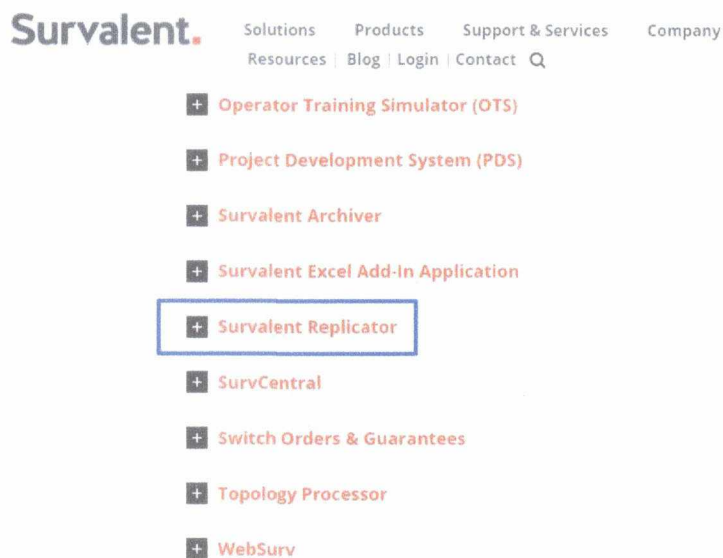 Survalent.
Solutions Products Support & Services Company
Resources | Blog | Login | Contact
+ Operator Training Simulator (OTS)
+ Project Development System (PDS)
+ Survalent Archiver
+ Survalent Excel Add-In Application
+ Survalent Replicator
+ SurvCentral
+ Switch Orders & Guarantees
+ Topology Processor
+ WebSurv